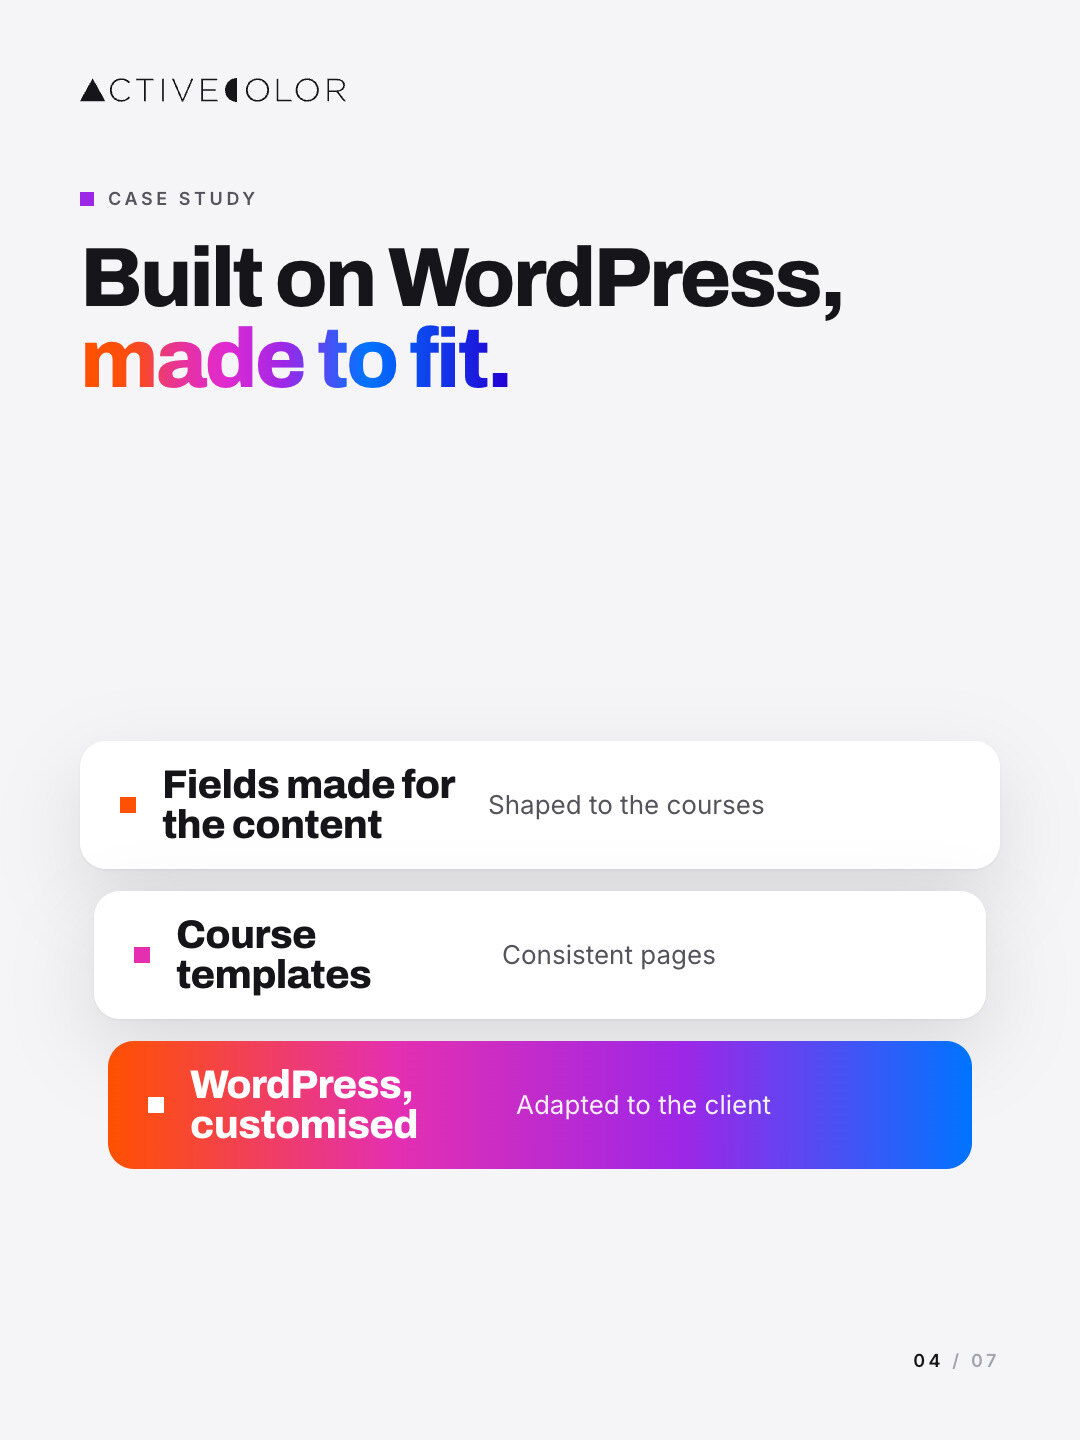 ACTIVECOLOR
CASE STUDY
Built on WordPress,
made to fit.
Fields made for
the content
Shaped to the courses
Course
templates
Consistent pages
WordPress,
customised
Adapted to the client
04 / 07